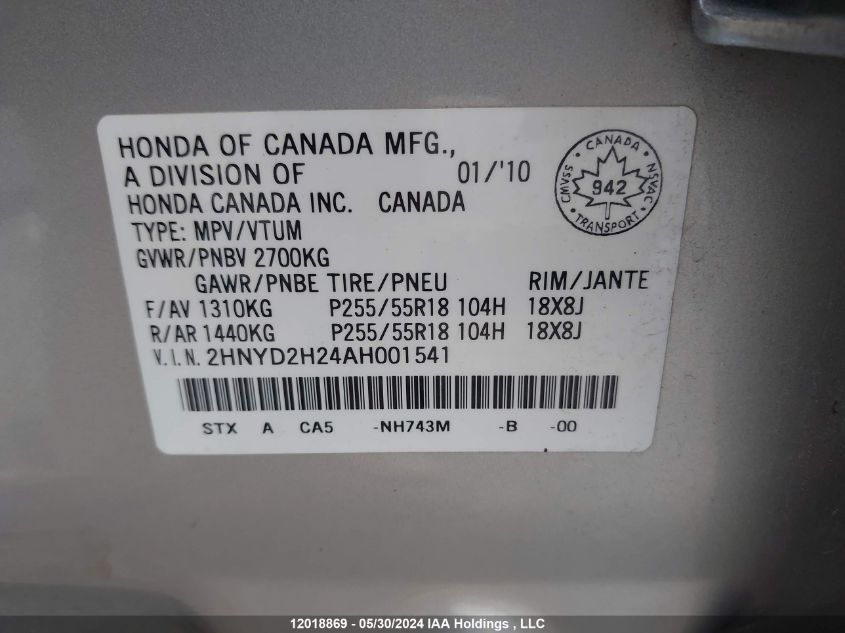 HONDA OF CANADA MFG.,
A DIVISION OF 01/'10
HONDA CANADA INC. CANADA
TYPE: MPV/VTUM
GVWR/PNBV 2700KG
GAWR/PNBE TIRE/PNEU RIM/JANTE
F/AV 1310KG P255/55R18 104H 18X8J
R/AR 1440KG P255/55R18 104H 18X8J
V.I.N. 2HNYD2H24AH001541
STX A CA5 -NH743M -B -00
CANADA
CMVSS 942 NSVAC
TRANSPORT
12018869 - 05/30/2024 IAA Holdings , LLC